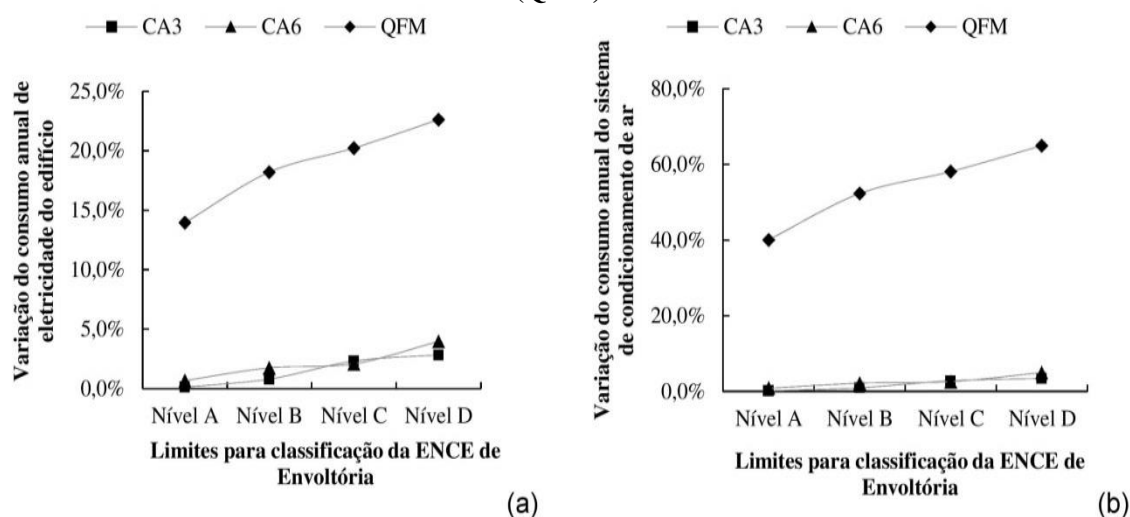 CA3 CA6 QFM
Variação do consumo anual de
eletricidade do edifício
25,0%
20,0%
15,0%
10,0%
5,0%
0,0%
Nível A Nível B Nível C Nível D
Limites para classificação da ENCE de
Envoltória
(a)
CA3 CA6 QFM
Variação do consumo anual do sistema
de condicionamento de ar
80,0%
60,0%
40,0%
20,0%
0,0%
Nível A Nível B Nível C Nível D
Limites para classificação da ENCE de
Envoltória
(b)